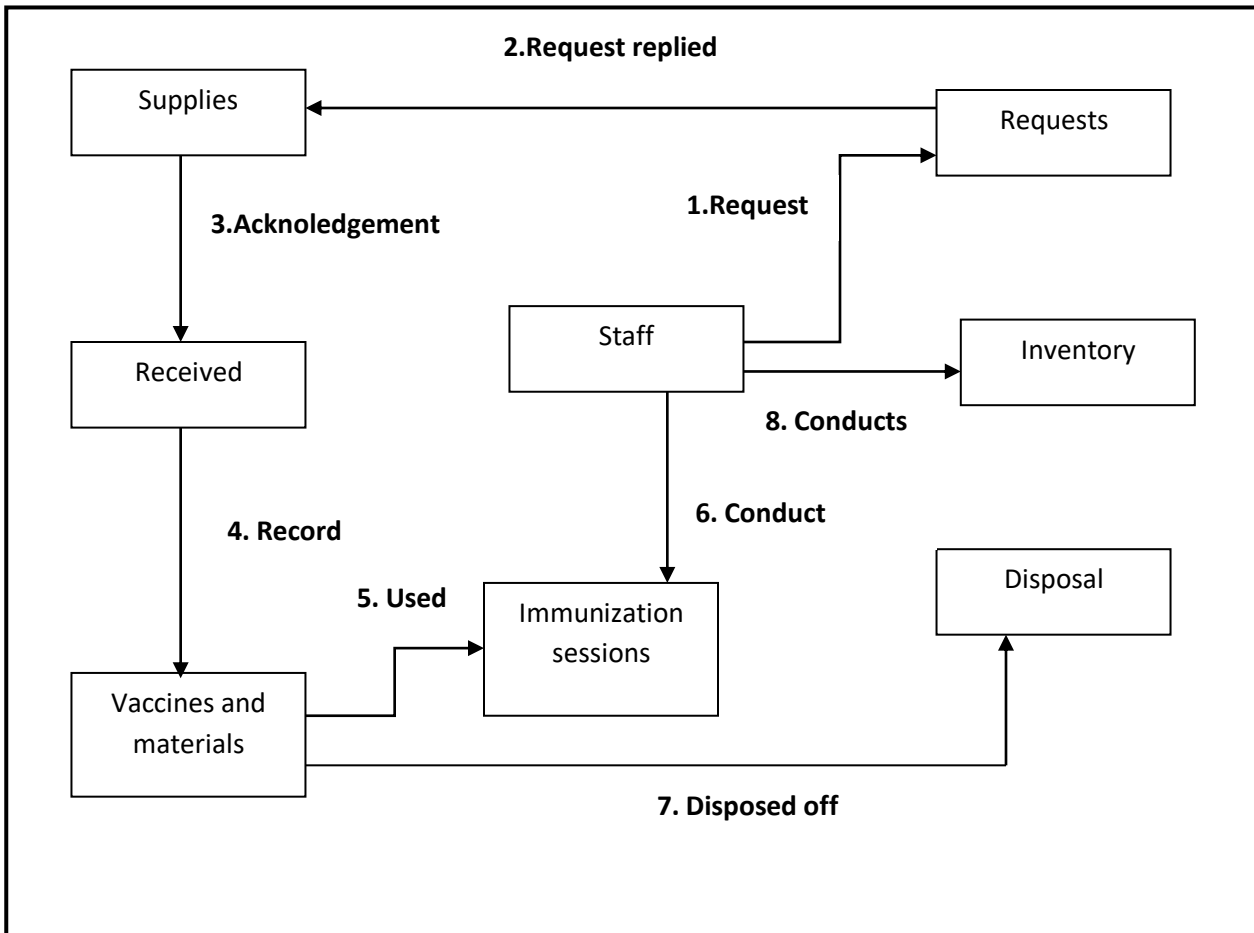 2.Request replied
Supplies
Requests
1.Request
3.Acknoledgement
Staff
Inventory
Received
8. Conducts
6. Conduct
4. Record
Disposal
5. Used
Immunization
sessions
Vaccines and
materials
7. Disposed off